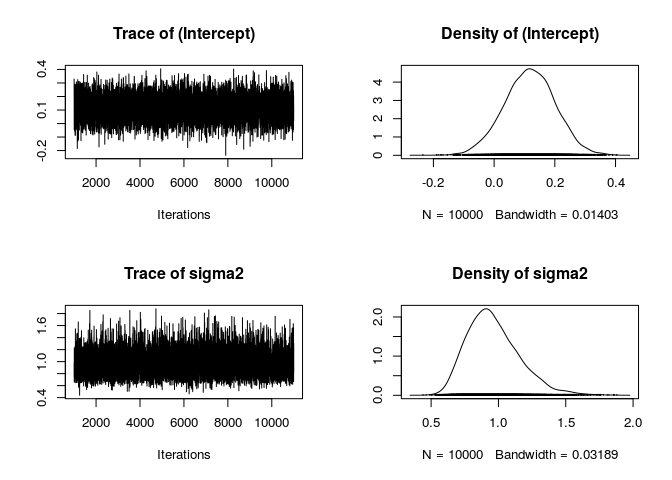 Trace of (Intercept)
0.4
0.1
-0.2
2000 4000 6000 8000 10000
Iterations
Density of (Intercept)
4
3
2
1
0
-0.2 0.0 0.2 0.4
N = 10000 Bandwidth = 0.01403
Trace of sigma2
1.6
1.0
0.4
2000 4000 6000 8000 10000
Iterations
Density of sigma2
2.0
1.0
0.0
0.5 1.0 1.5 2.0
N = 10000 Bandwidth = 0.03189